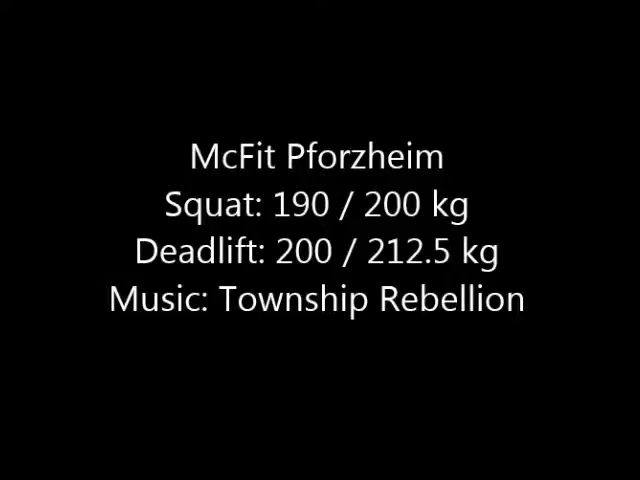 McFit Pforzheim
Squat: 190 / 200 kg
Deadlift: 200 / 212.5 kg
Music: Township Rebellion